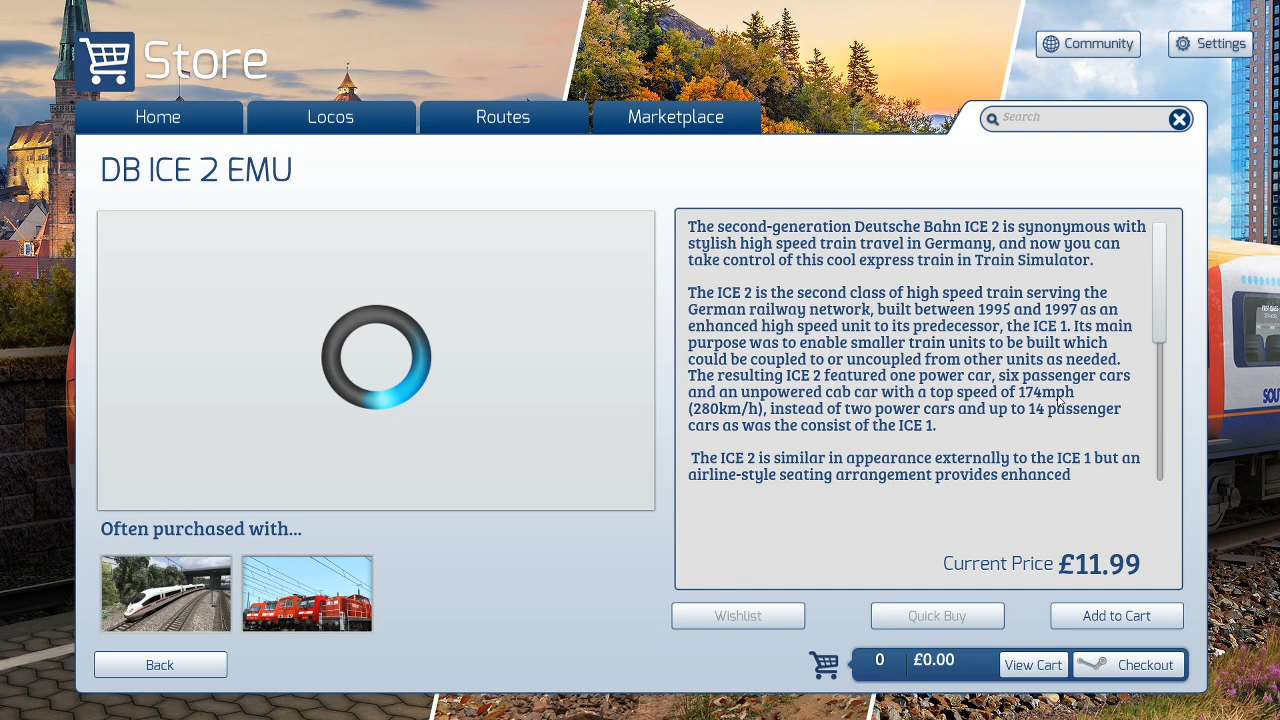 Store
Community
Settings
Home
Locos
Routes
Marketplace
Search
DB ICE 2 EMU
The second-generation Deutsche Bahn ICE 2 is synonymous with
stylish high speed train travel in Germany, and now you can
take control of this cool express train in Train Simulator.
The ICE 2 is the second class of high speed train serving the
German railway network, built between 1995 and 1997 as an
enhanced high speed unit to its predecessor, the ICE 1. Its main
purpose was to enable smaller train units to be built which
could be coupled to or uncoupled from other units as needed.
The resulting ICE 2 featured one power car, six passenger cars
and an unpowered cab car with a top speed of 174mph
(280km/h), instead of two power cars and up to 14 passenger
cars as was the consist of the ICE 1.
The ICE 2 is similar in appearance externally to the ICE 1 but an
airline-style seating arrangement provides enhanced
Current Price £11.99
Often purchased with...
Wishlist
Quick Buy
Add to Cart
Back
0
£0.00
View Cart
Checkout